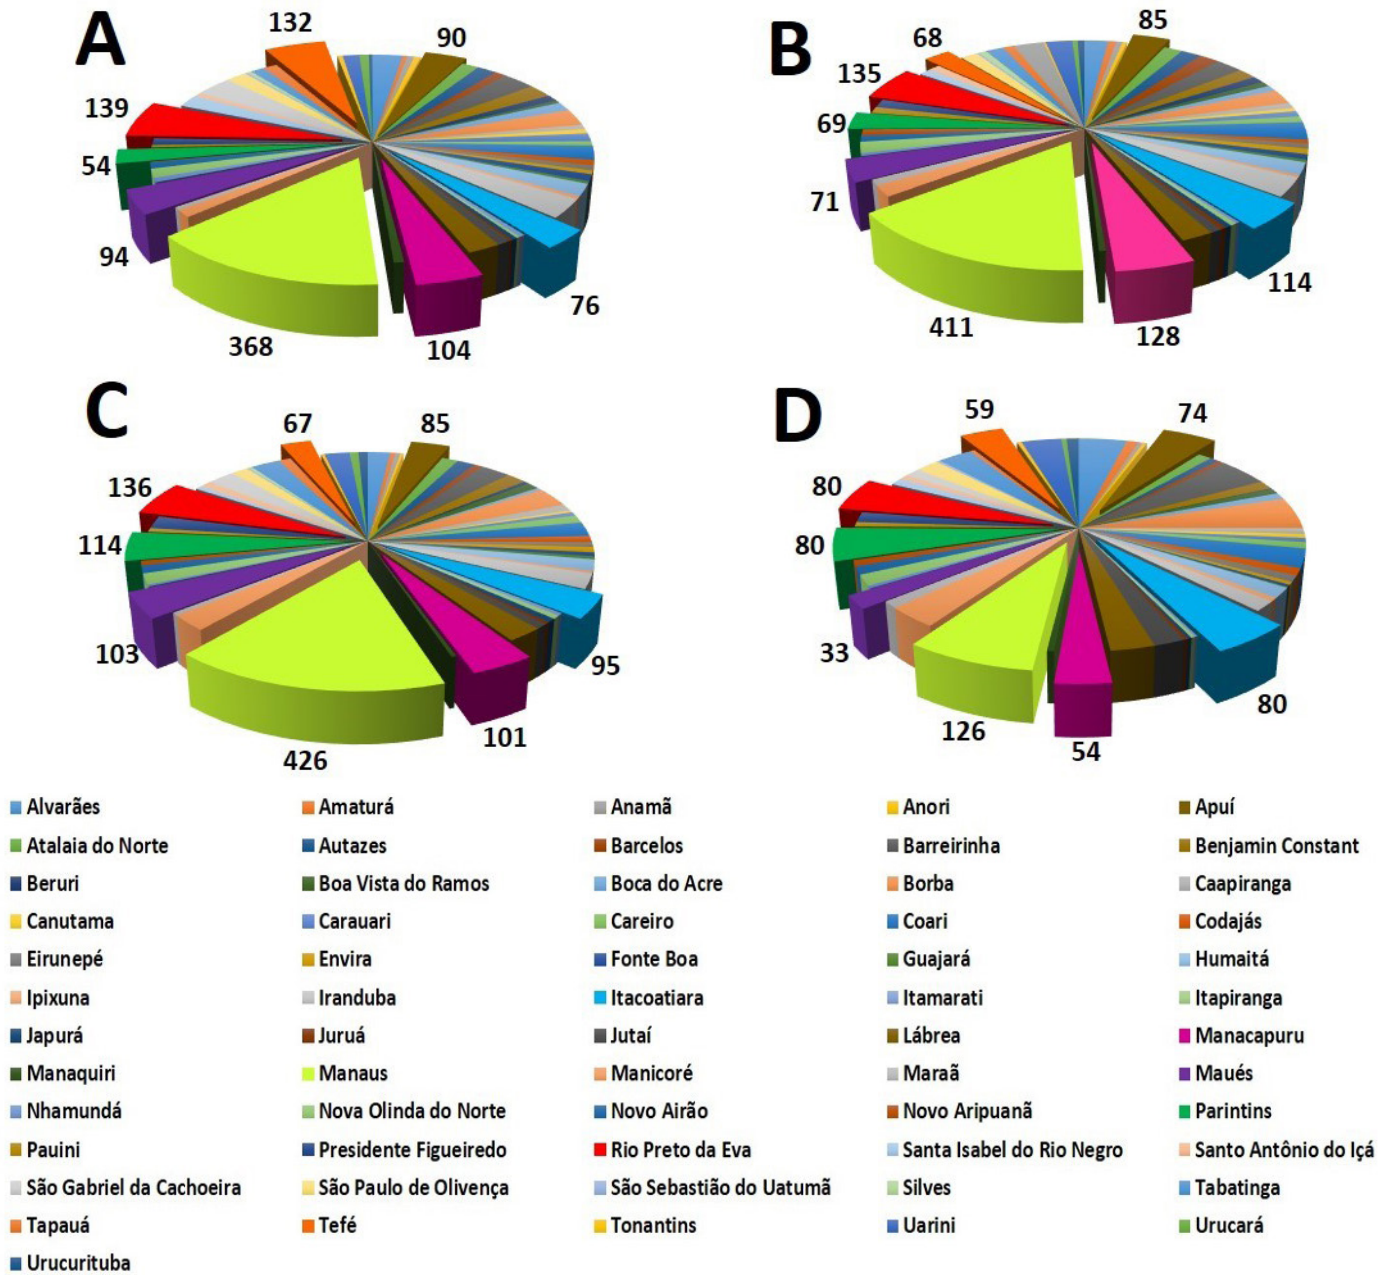 A
132
90
139
54
94
368
104
76
B
68
85
135
69
71
411
128
114
C
67
85
136
114
103
426
101
95
D
59
74
80
80
33
126
54
80
Alvarães Amaturá Anamã Anori Apuí
Atalaia do Norte Autazes Barcelos Barreirinha Benjamin Constant
Beruri Boa Vista do Ramos Boca do Acre Borba Caapiranga
Canutama Carauari Careiro Coari Codajás
Eirunepé Envira Fonte Boa Guajará Humaitá
Ipixuna Iranduba Itacoatiara Itamarati Itapiranga
Japurá Juruá Jutaí Lábrea Manacapuru
Manaquiri Manaus Manicoré Maraã Maués
Nhamundá Nova Olinda do Norte Novo Airão Novo Aripuanã Parintins
Pauini Presidente Figueiredo Rio Preto da Eva Santa Isabel do Rio Negro Santo Antônio do Içá
São Gabriel da Cachoeira São Paulo de Olivença São Sebastião do Uatumã Silves Tabatinga
Tapauá Tefé Tonantins Uarini Urucará
Urucurituba